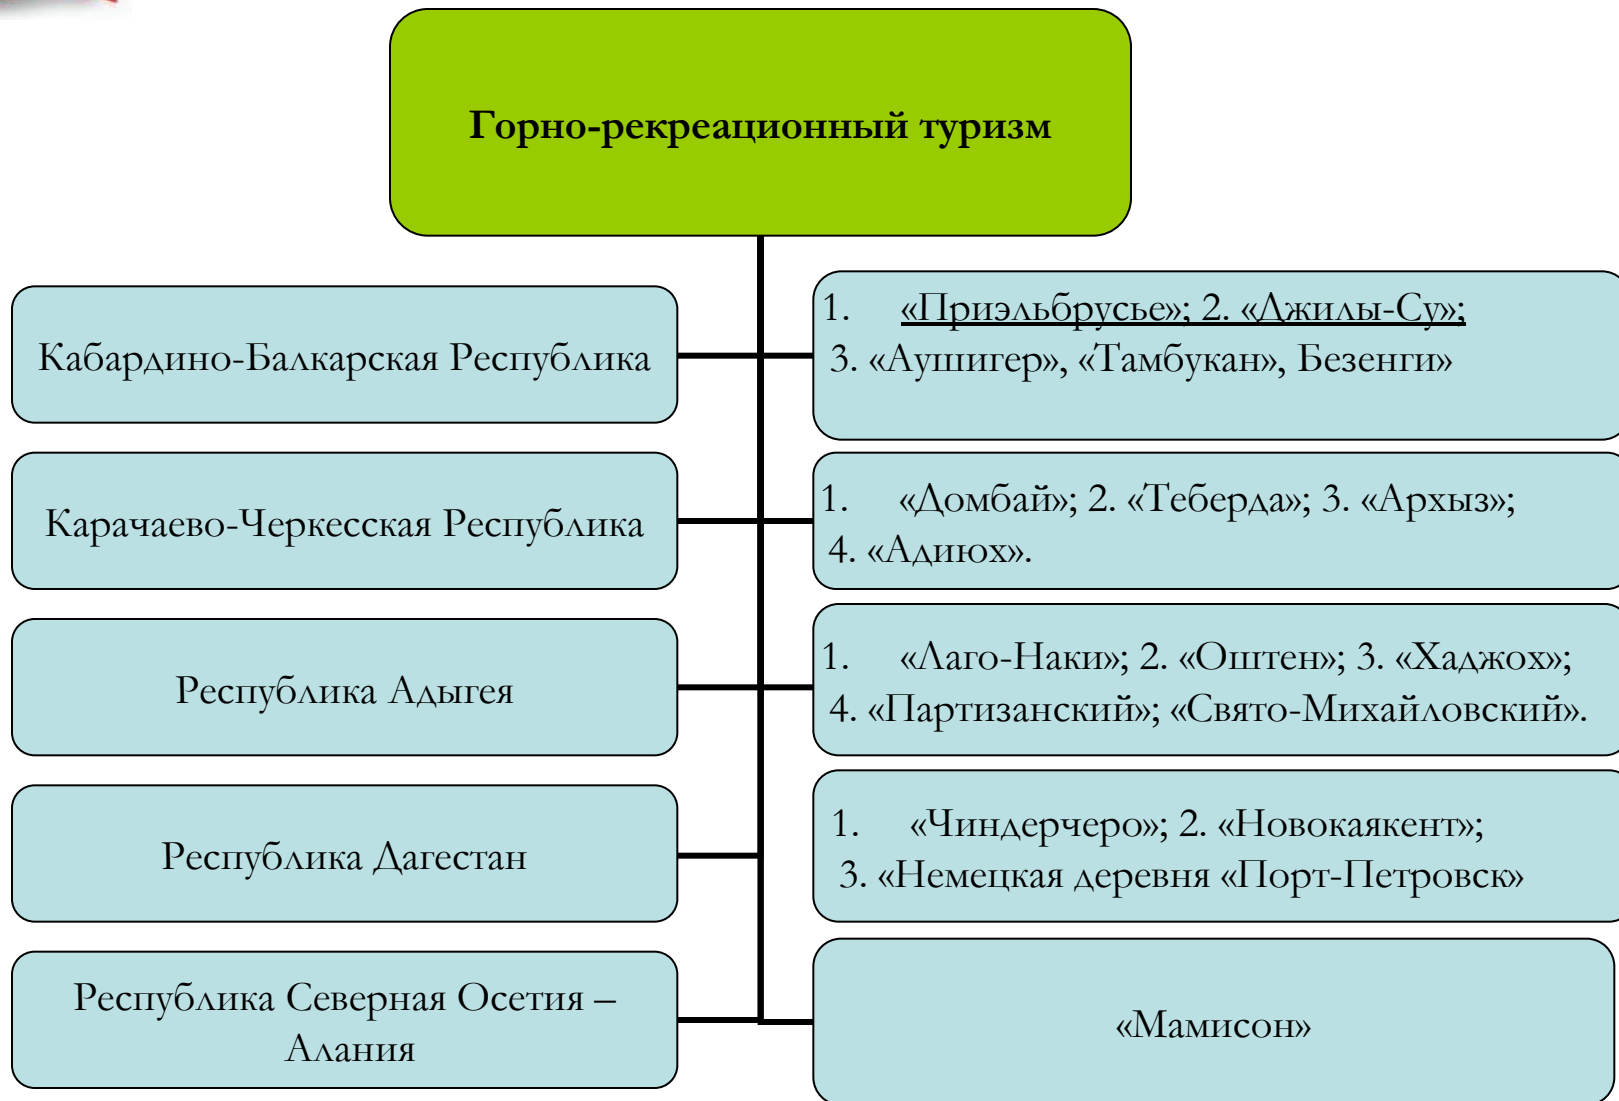 Горно-рекреационный туризм
Кабардино-Балкарская Республика
1. «Приэльбрусье»; 2. «Джилы-Су»;
3. «Аушигер», «Тамбукан», Безенги»
Карачаево-Черкесская Республика
1. «Домбай»; 2. «Теберда»; 3. «Архыз»;
4. «Адиюх».
Республика Адыгея
1. «Лаго-Наки»; 2. «Оштен»; 3. «Хаджох»;
4. «Партизанский»; «Свято-Михайловский».
Республика Дагестан
1. «Чиндерчеро»; 2. «Новокаякент»;
3. «Немецкая деревня «Порт-Петровск»
Республика Северная Осетия –
Алания
«Мамисон»